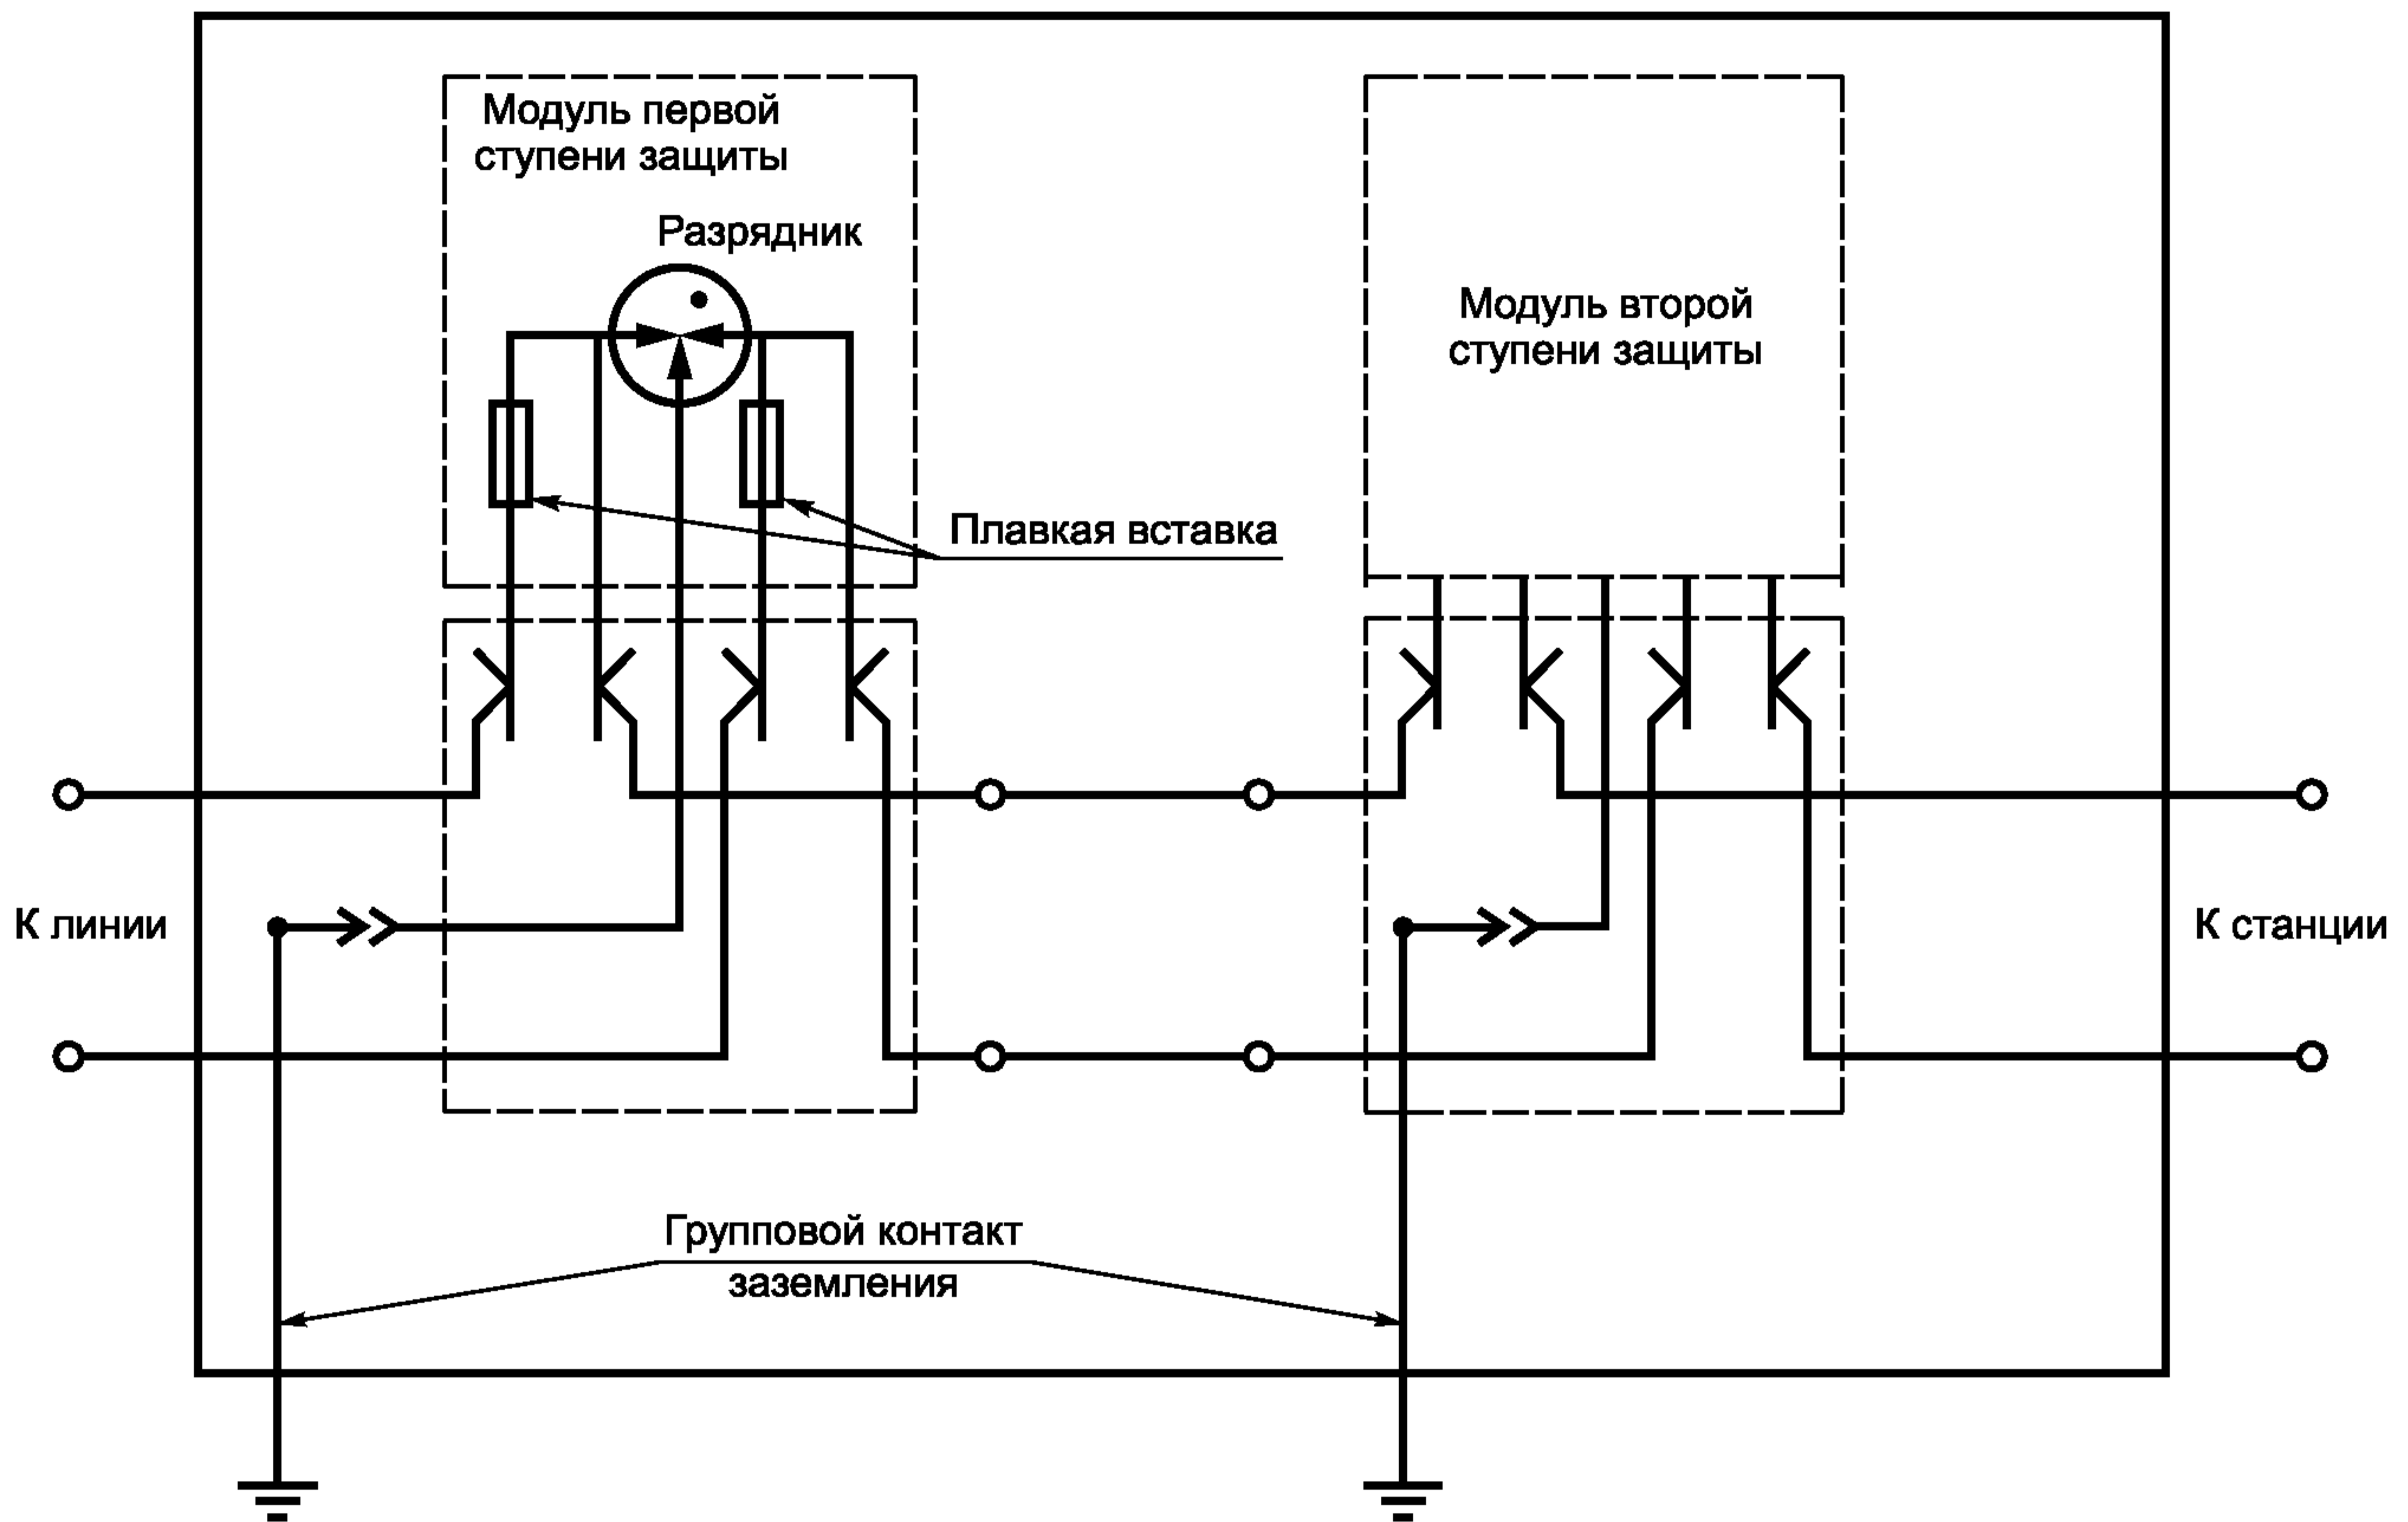 Модуль первой
ступени защиты
Разрядник
Модуль второй
ступени защиты
Плавкая вставка
К линии
К станции
Групповой контакт
заземления